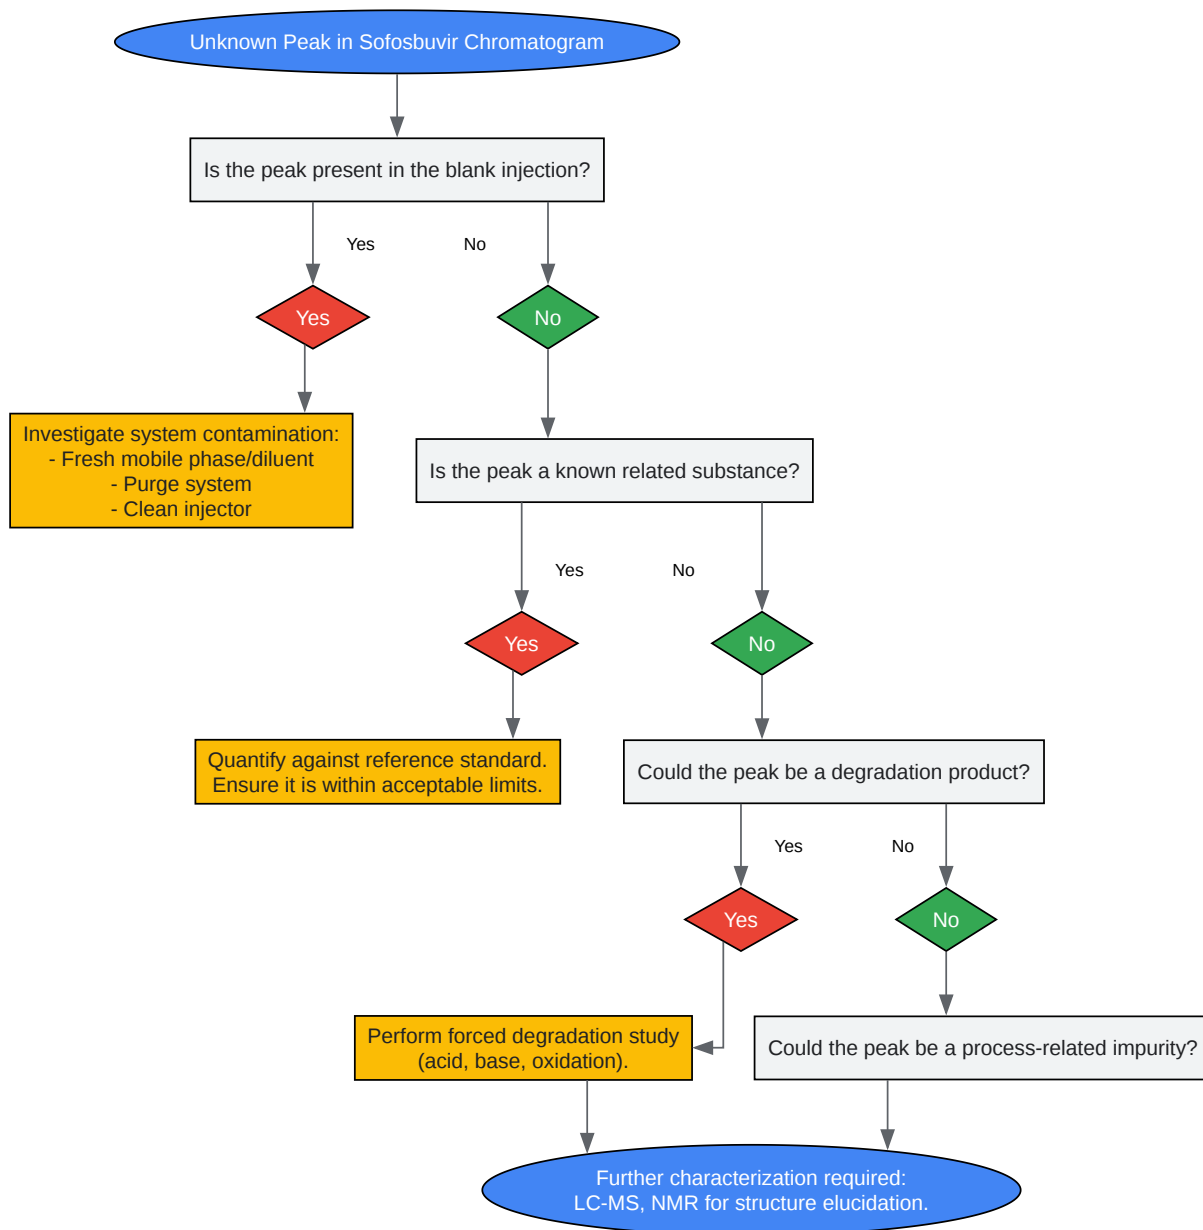 Unknown Peak in Sofosbuvir Chromatogram
Is the peak present in the blank injection?
Yes
No
Yes
No
Investigate system contamination:
- Fresh mobile phase/diluent
- Purge system
- Clean injector
Is the peak a known related substance?
Yes
No
Yes
No
Quantify against reference standard.
Ensure it is within acceptable limits.
Could the peak be a degradation product?
Yes
No
Yes
No
Perform forced degradation study
(acid, base, oxidation).
Could the peak be a process-related impurity?
Further characterization required:
LC-MS, NMR for structure elucidation.